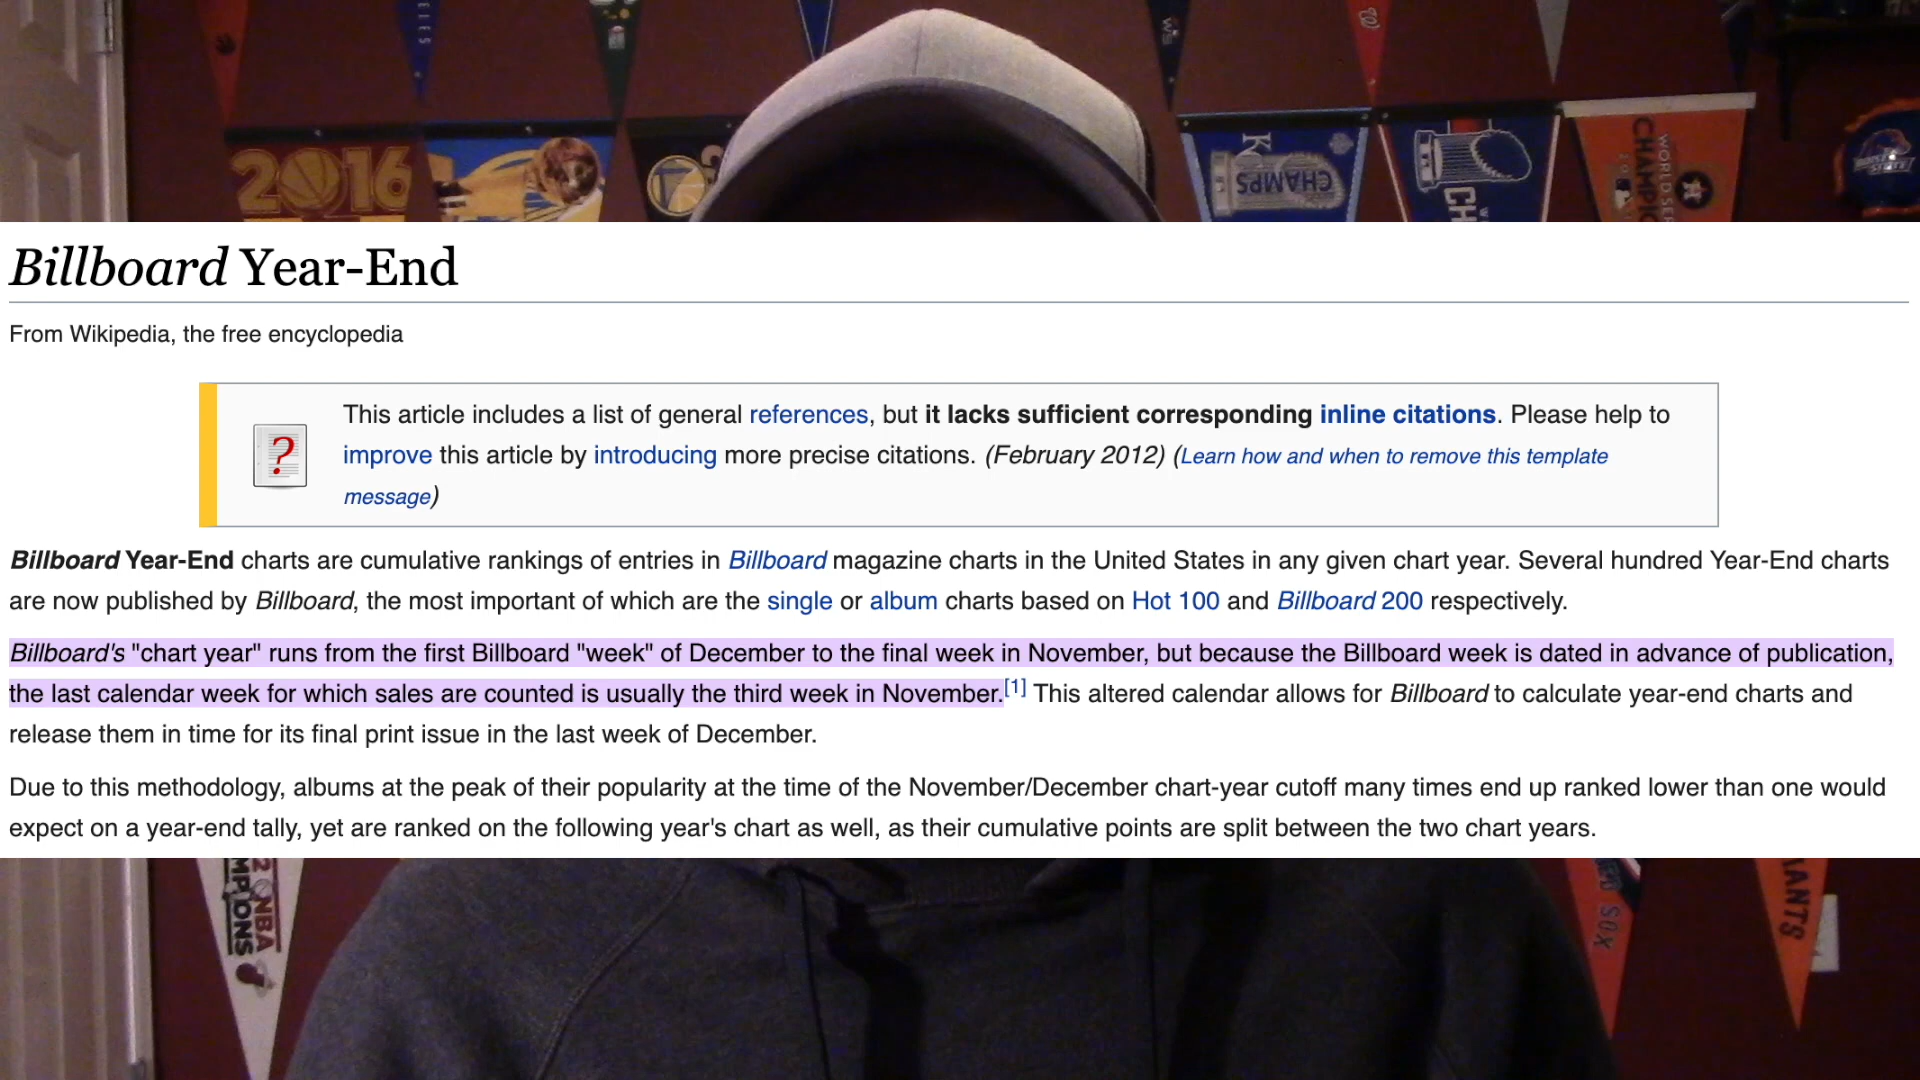 ELES
WS
2016
K
CHAMPS
CH
WORLD SE
CHAMPIO
Billboard Year-End
From Wikipedia, the free encyclopedia
This article includes a list of general references, but it lacks sufficient corresponding inline citations. Please help to
improve this article by introducing more precise citations. (February 2012) (Learn how and when to remove this template
message)
?
Billboard Year-End charts are cumulative rankings of entries in Billboard magazine charts in the United States in any given chart year. Several hundred Year-End charts
are now published by Billboard, the most important of which are the single or album charts based on Hot 100 and Billboard 200 respectively.
Billboard's "chart year" runs from the first Billboard "week" of December to the final week in November, but because the Billboard week is dated in advance of publication,
the last calendar week for which sales are counted is usually the third week in November.[1] This altered calendar allows for Billboard to calculate year-end charts and
release them in time for its final print issue in the last week of December.
Due to this methodology, albums at the peak of their popularity at the time of the November/December chart-year cutoff many times end up ranked lower than one would
expect on a year-end tally, yet are ranked on the following year's chart as well, as their cumulative points are split between the two chart years.
2 NBA
MPIONS
SOX
IANTS